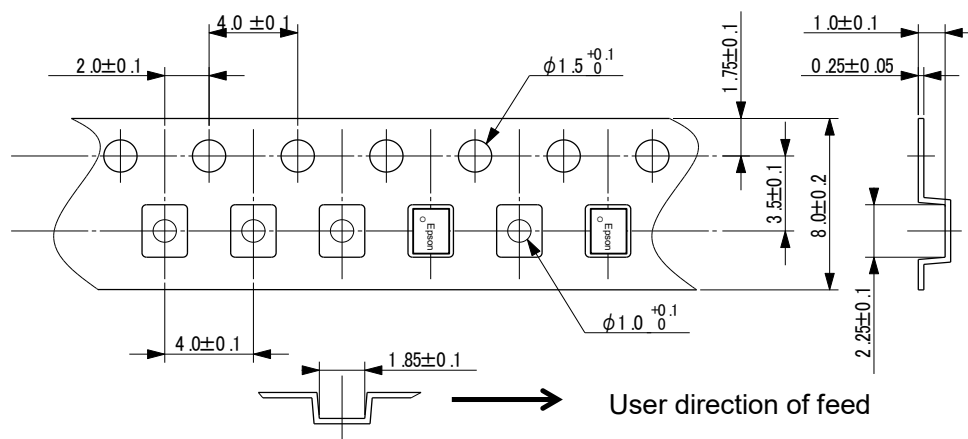 4.0 ±0.1
2.0±0.1
φ1.5 +0.1 0
1.75±0.1
1.0±0.1
0.25±0.05
3.5±0.1
8.0±0.2
2.25±0.1
Epson
Epson
φ1.0 +0.1 0
4.0±0.1
1.85±0.1
User direction of feed